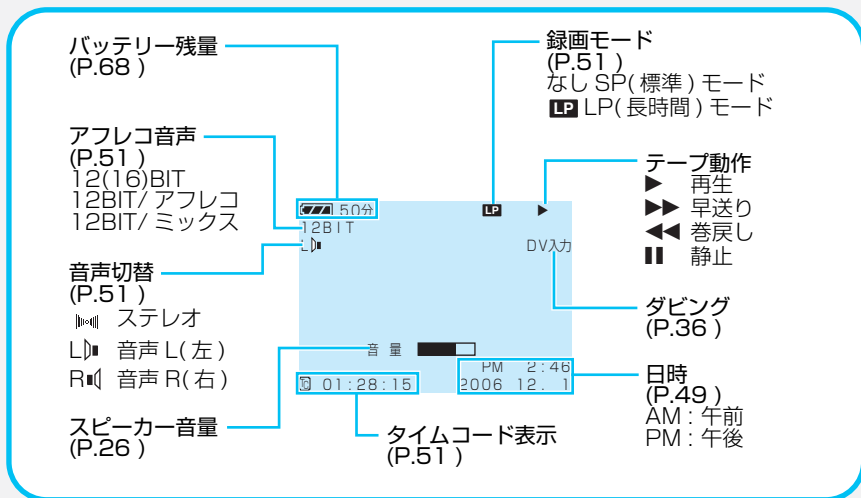 バッテリー残量
(P.68 )
アフレコ音声
(P.51 )
12(16)BIT
12BIT/ アフレコ
12BIT/ ミックス
音声切替
(P.51 )
ステレオ
L 音声 L( 左 )
R 音声 R( 右 )
スピーカー音量
(P.26 )
50分
LP
12BIT
L
DV入力
音 量
PM 2:46
01:28:15
2006 12. 1
タイムコード表示
(P.51 )
録画モード
(P.51 )
なし SP( 標準 ) モード
LP LP( 長時間 ) モード
テープ動作
▶ 再生
▶▶ 早送り
◀◀ 巻戻し
▮▮ 静止
ダビング
(P.36 )
日時
(P.49 )
AM : 午前
PM : 午後